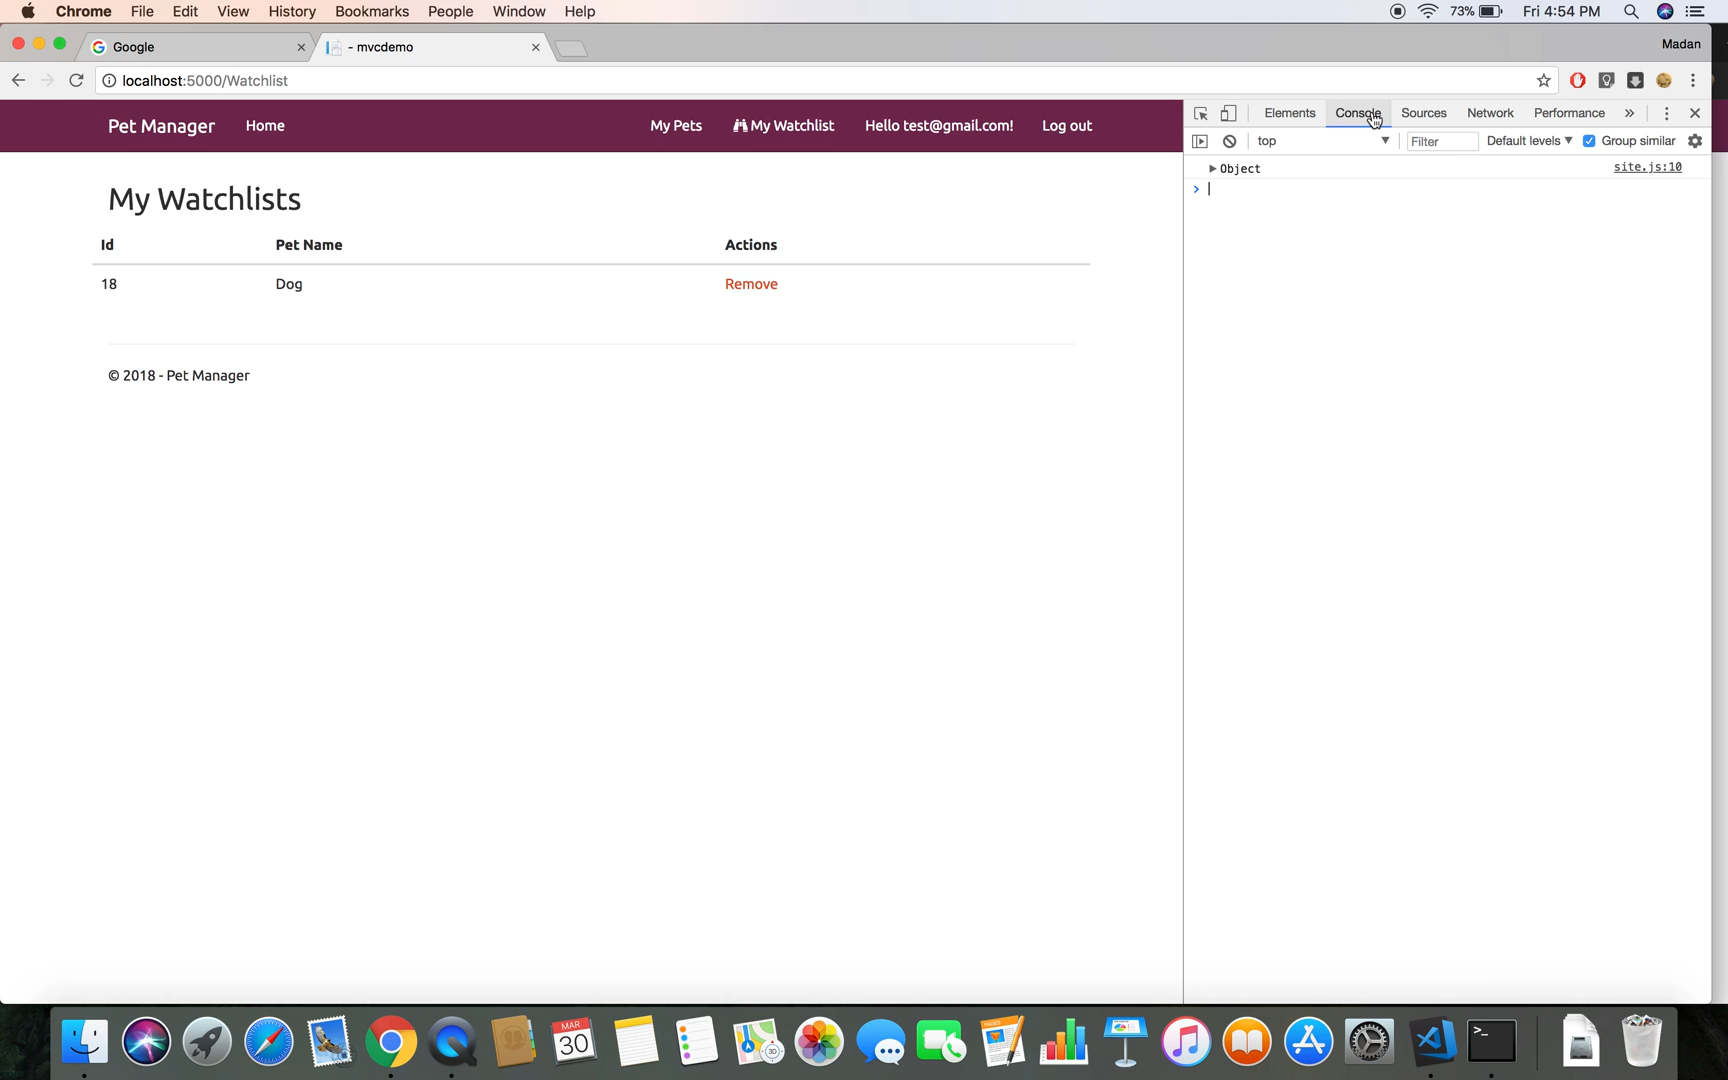 Chrome File Edit View History Bookmarks People Window Help 73% Fri 4:54 PM
Google - mvcdemo Madan
localhost:5000/Watchlist
Pet Manager Home My Pets My Watchlist Hello test@gmail.com! Log out
Elements Console Sources Network Performance »
top Filter Default levels Group similar
Object site.js:10
My Watchlists
Id Pet Name Actions
18 Dog Remove
© 2018 - Pet Manager
MAR
30
3D
PAGES
>_